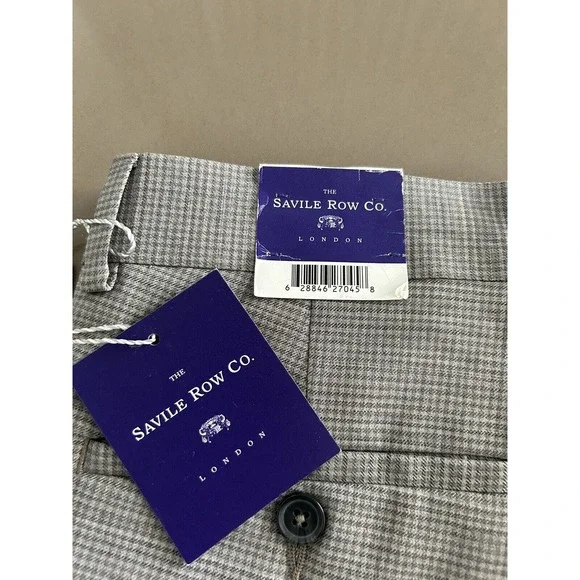 THE
SAVILE ROW CO.
LONDON
6 28846 27045 8
THE
SAVILE ROW CO.
LONDON